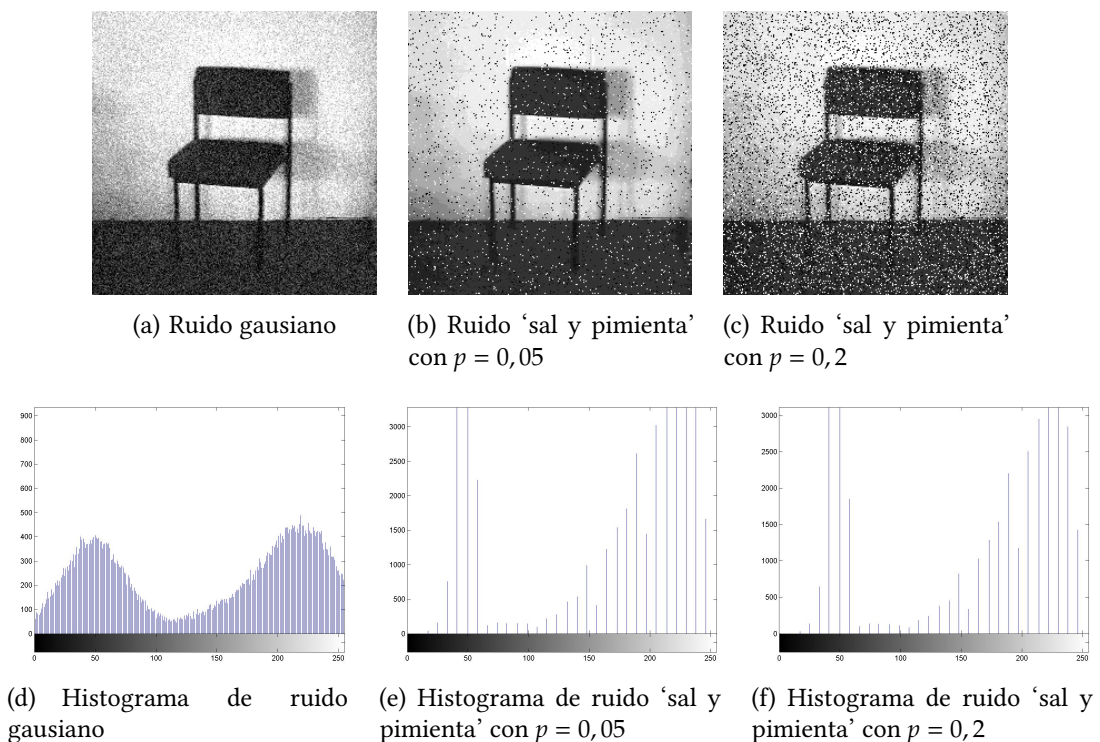 (a) Ruido gausiano
(b) Ruido ‘sal y pimienta’
con p = 0,05
(c) Ruido ‘sal y pimienta’
con p = 0,2
900
800
700
600
500
400
300
200
100
0
0 50 100 150 200 250
3000
2500
2000
1500
1000
500
0
0 50 100 150 200 250
3000
2500
2000
1500
1000
500
0
0 50 100 150 200 250
(d) Histograma de ruido
gausiano
(e) Histograma de ruido ‘sal y
pimienta’ con p = 0,05
(f) Histograma de ruido ‘sal y
pimienta’ con p = 0,2